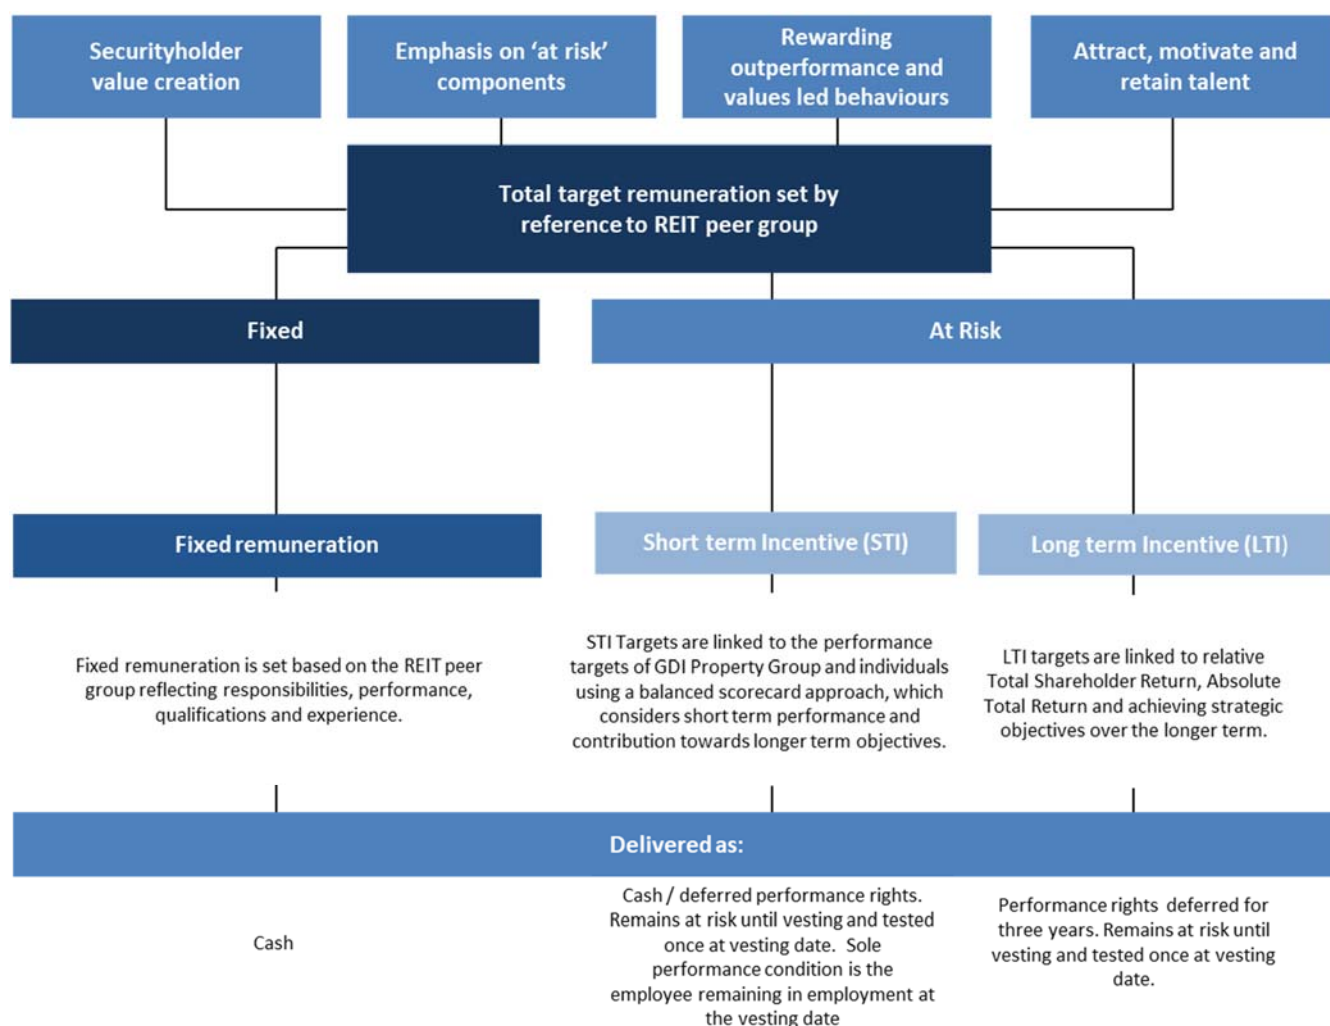 Securityholder
value creation
Emphasis on ‘at risk’
components
Rewarding
outperformance and
values led behaviours
Attract, motivate and
retain talent
Total target remuneration set by
reference to REIT peer group
Fixed
At Risk
Fixed remuneration
Short term Incentive (STI)
Long term Incentive (LTI)
Fixed remuneration is set based on the REIT peer
group reflecting responsibilities, performance,
qualifications and experience.
STI Targets are linked to the performance
targets of GDI Property Group and individuals
using a balanced scorecard approach, which
considers short term performance and
contribution towards longer term objectives.
LTI targets are linked to relative
Total Shareholder Return, Absolute
Total Return and achieving strategic
objectives over the longer term.
Delivered as:
Cash
Cash / deferred performance rights.
Remains at risk until vesting and tested
once at vesting date.  Sole
performance condition is the
employee remaining in employment at
the vesting date
Performance rights  deferred for
three years. Remains at risk until
vesting and tested once at vesting
date.